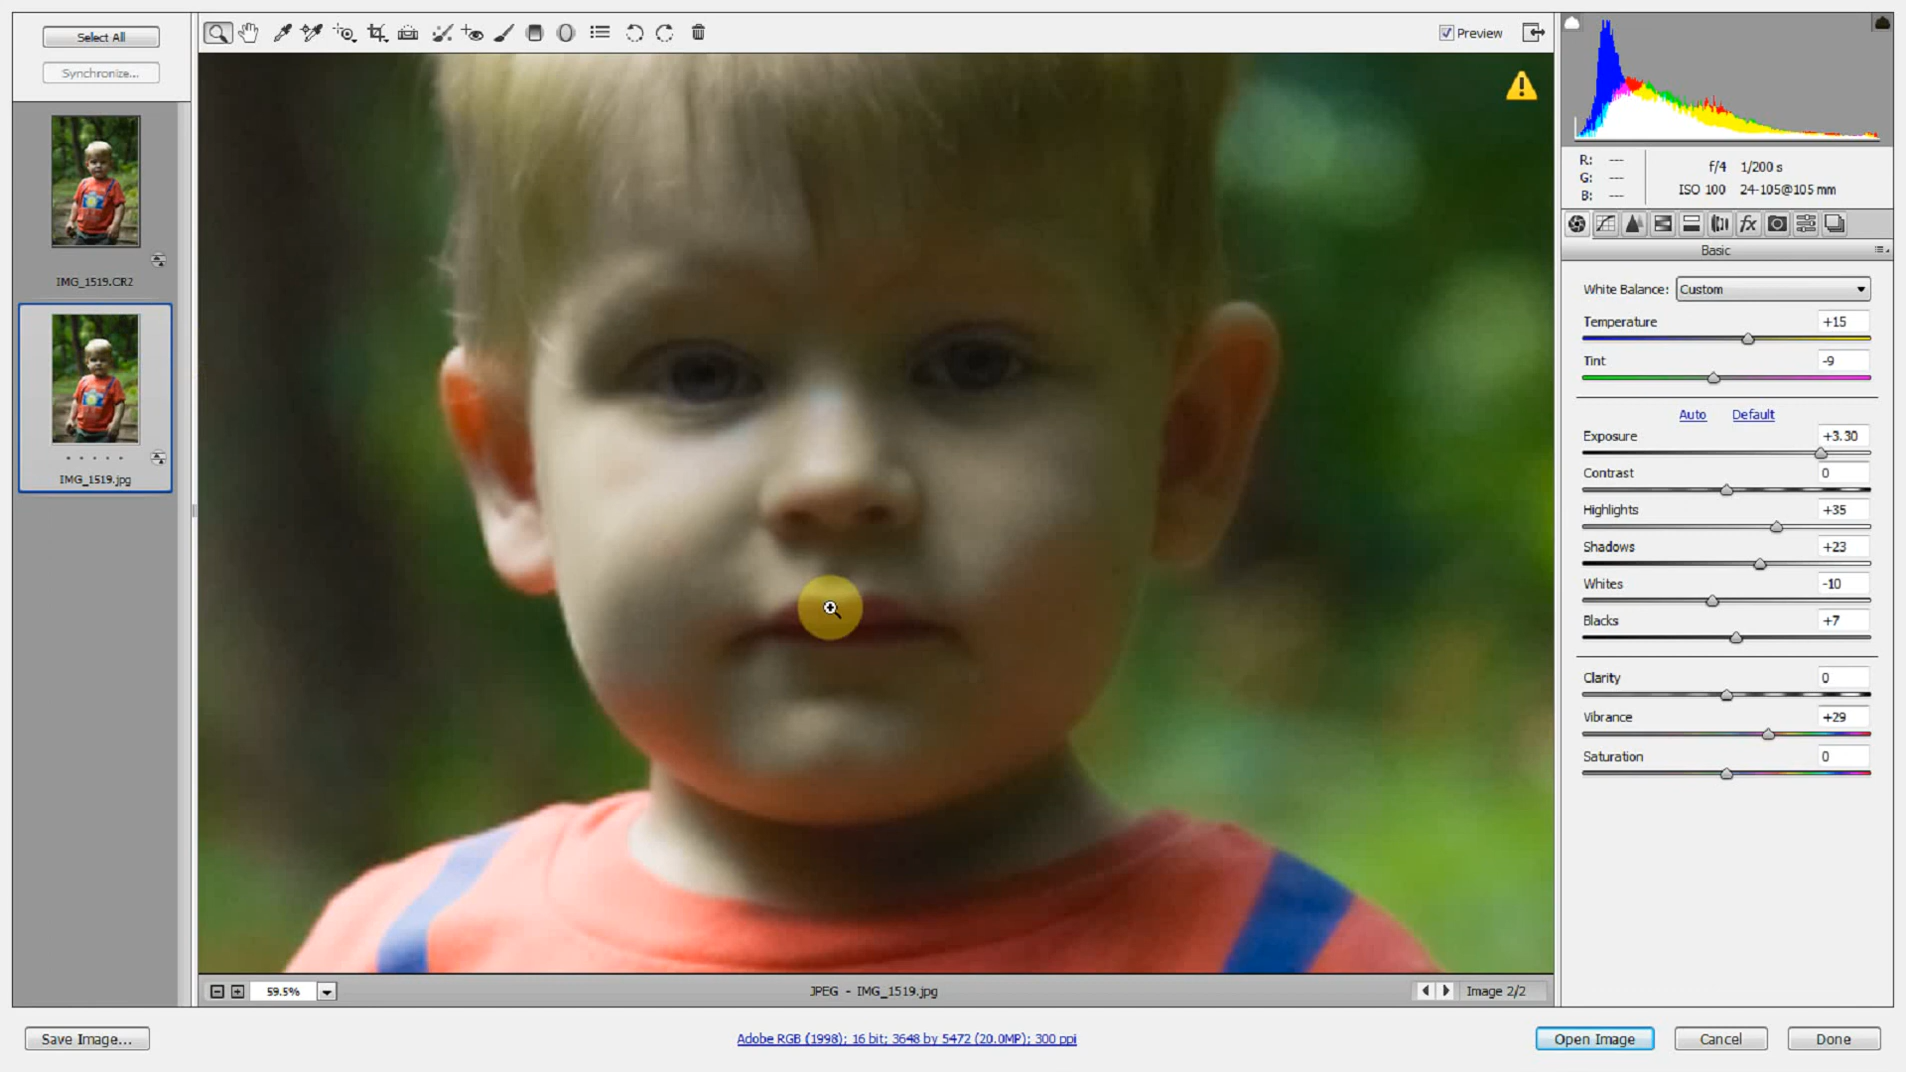 Select All
Synchronize...
IMG_1519.CR2
IMG_1519.jpg
Preview
R: ---
G: ---
B: ---
f/4 1/200 s
ISO 100 24-105@105 mm
fx
Basic
White Balance: Custom
Temperature +15
Tint -9
Auto Default
Exposure +3.30
Contrast 0
Highlights +35
Shadows +23
Whites -10
Blacks +7
Clarity 0
Vibrance +29
Saturation 0
59.5%
JPEG - IMG_1519.jpg
Image 2/2
Save Image...
Adobe RGB (1998); 16 bit; 3648 by 5472 (20.0MP); 300 ppi
Open Image
Cancel
Done